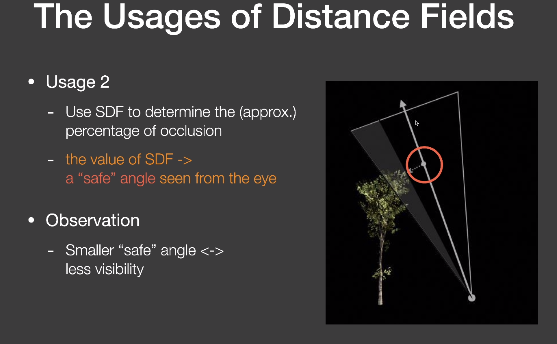 The Usages of Distance Fields
• Usage 2
- Use SDF to determine the (approx.)
percentage of occlusion
- the value of SDF ->
a “safe” angle seen from the eye
• Observation
- Smaller “safe” angle <->
less visibility